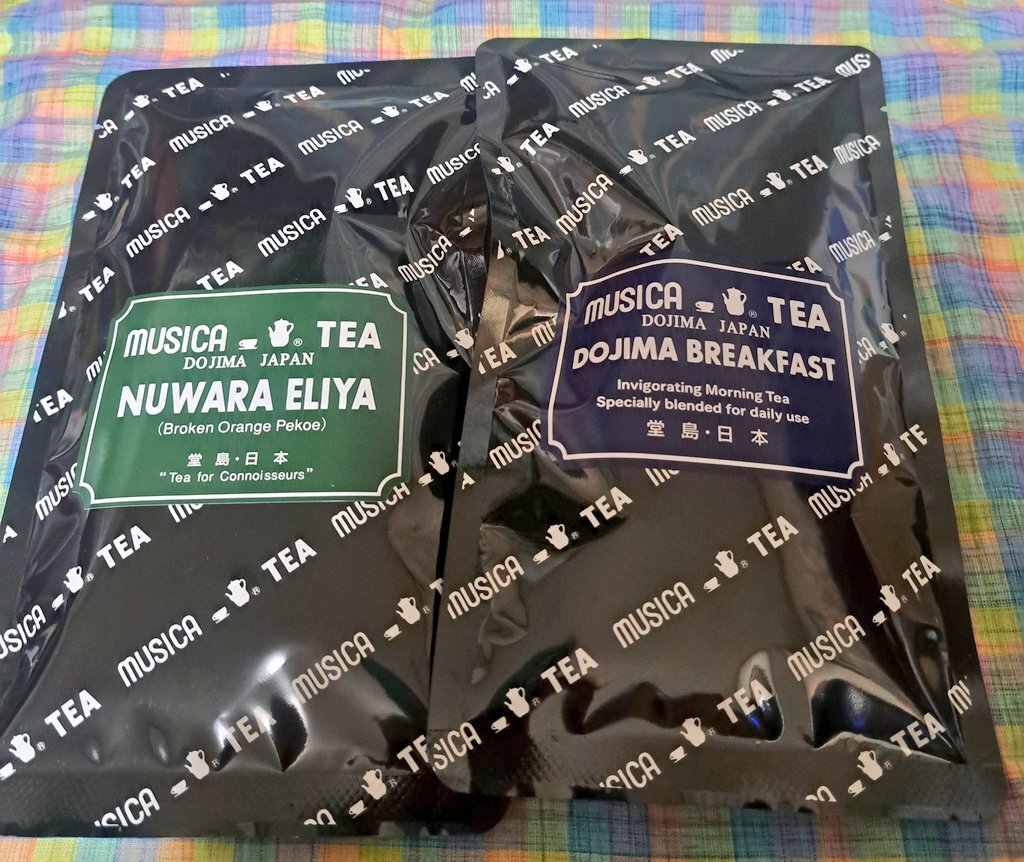 MUSICA TEA
DOJIMA JAPAN
NUWARA ELIYA
(Broken Orange Pekoe)
堂島・日本
“Tea for Connoisseurs”
MUSICA ® TEA
DOJIMA JAPAN
DOJIMA BREAKFAST
Invigorating Morning Tea
Specially blended for daily use
堂島・日本
MUSICA TEA